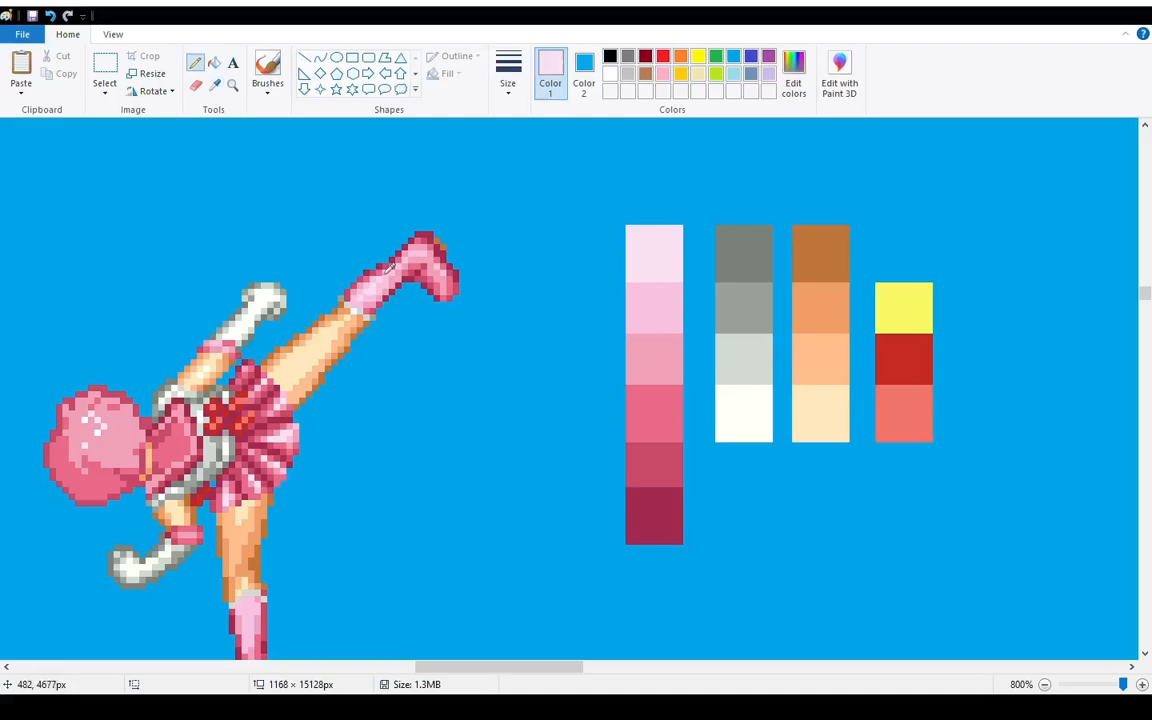 File Home View
Paste
Cut
Copy
Clipboard
Select
Crop
Resize
Rotate
Image
A
Tools
Brushes
Outline
Fill
Shapes
Size
Color 1
Color 2
Edit colors
Colors
Edit with Paint 3D
482, 4677px
1168 × 15128px
Size: 1.3MB
800%